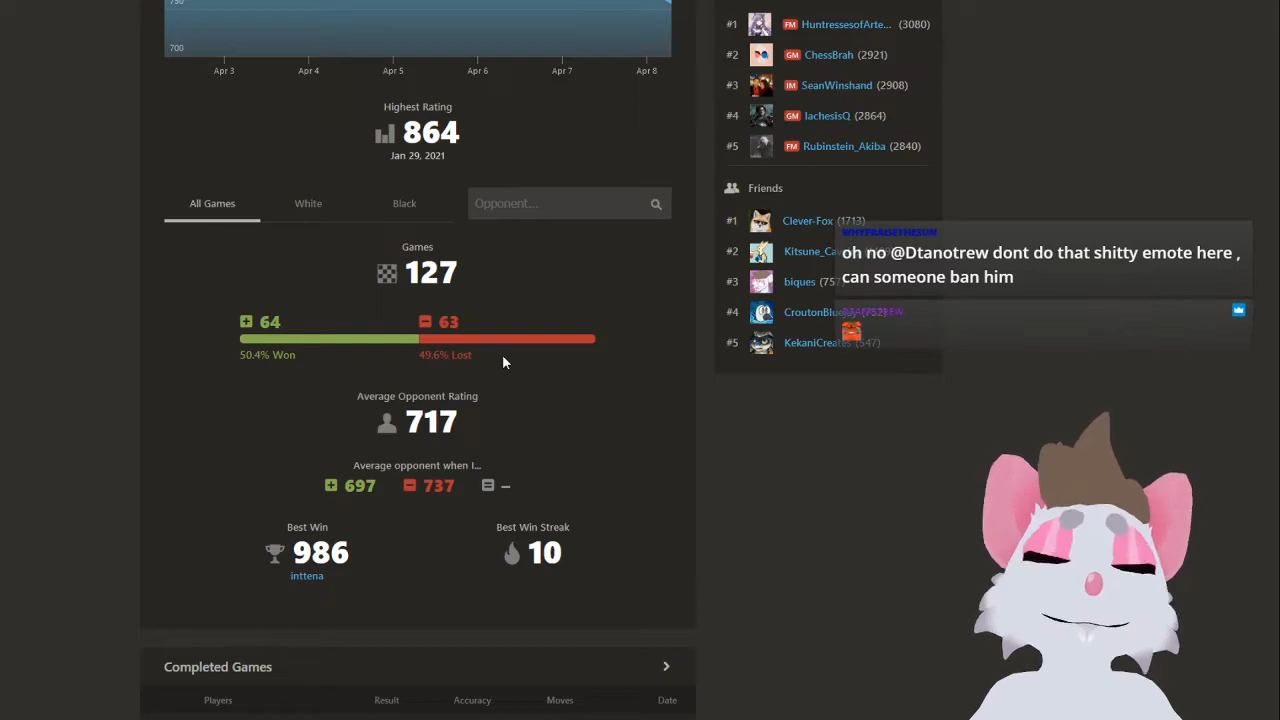 750
700
Apr 3 Apr 4 Apr 5 Apr 6 Apr 7 Apr 8
Highest Rating
864
Jan 29, 2021
All Games White Black Opponent...
Games
127
64 63
50.4% Won 49.6% Lost
Average Opponent Rating
717
Average opponent when I...
697 737 –
Best Win Best Win Streak
986 10
inttena
Completed Games
Players Result Accuracy Moves Date
#1 FM HuntressesofArte... (3080)
#2 GM ChessBrah (2921)
#3 IM SeanWinshand (2908)
#4 GM lachesisQ (2864)
#5 FM Rubinstein_Akiba (2840)
Friends
#1 Clever-Fox (1713)
#2
#3 biques
#4 (752)
#5 KekaniCreates (547)
WHYPRAISETHESUN
oh no @Dtanotrew dont do that shitty emote here ,
can someone ban him